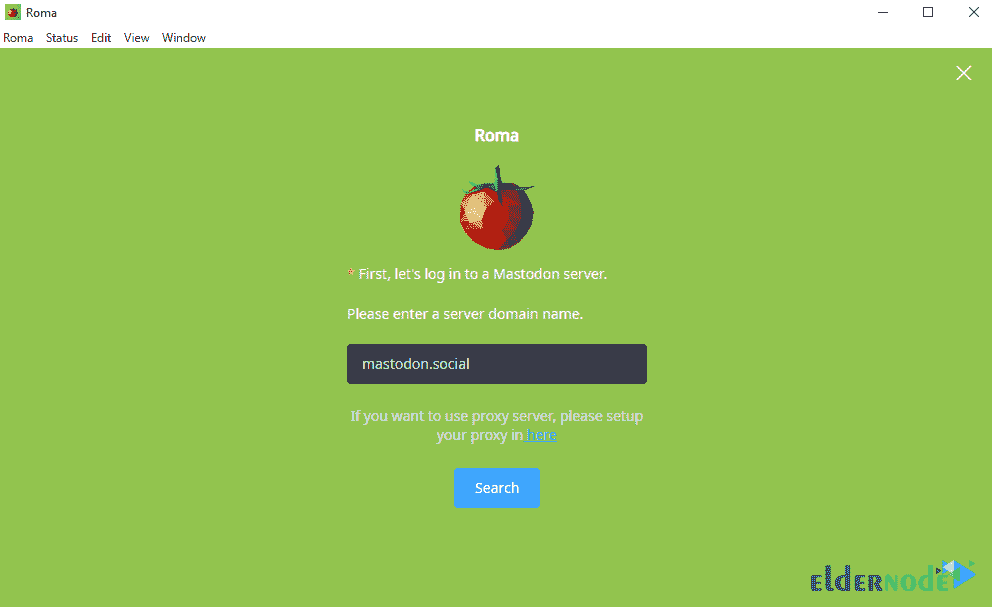 Roma
Roma Status Edit View Window
Roma
* First, let's log in to a Mastodon server.
Please enter a server domain name.
mastodon.social
If you want to use proxy server, please setup
your proxy in here
Search
eldernode